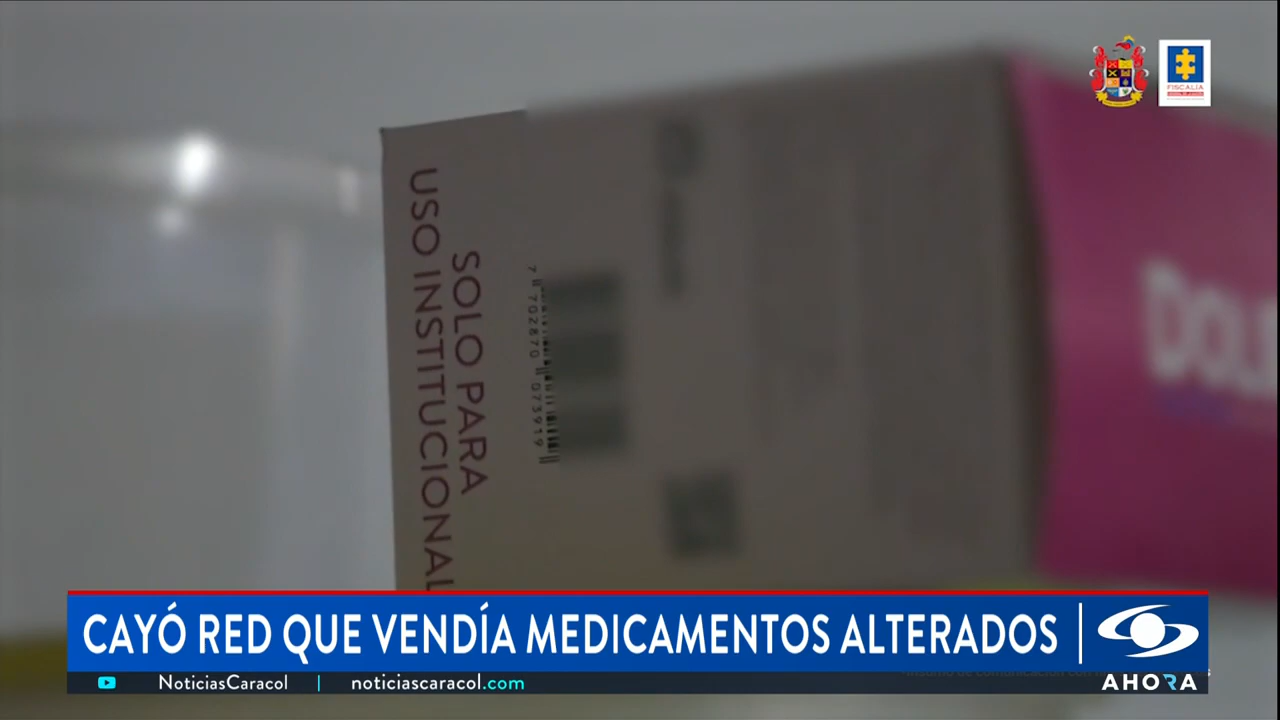 FISCALÍA
SOLO PARA
USO INSTITUCIONAL
7 702870 073919
CAYÓ RED QUE VENDÍA MEDICAMENTOS ALTERADOS
NoticiasCaracol | noticiascaracol.com
AHORA